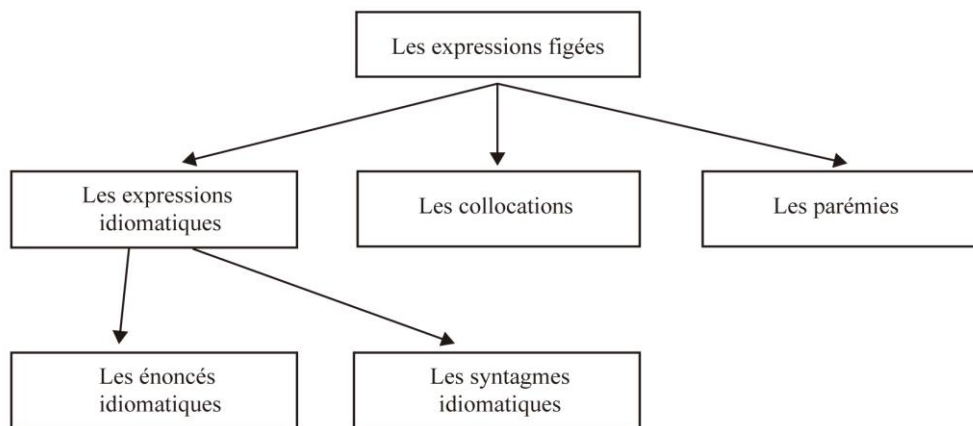 Les expressions figées
Les expressions
idiomatiques
Les collocations
Les parémies
Les énoncés
idiomatiques
Les syntagmes
idiomatiques